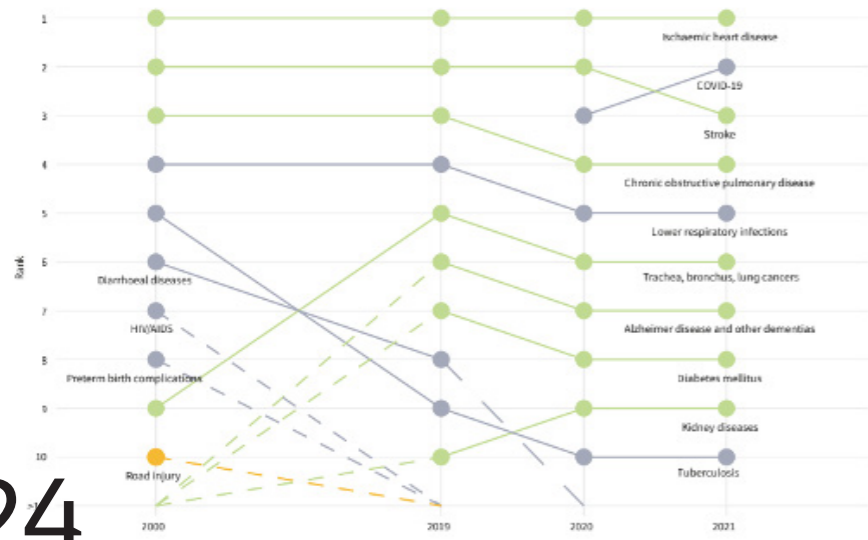 1
Ischaemic heart disease
2
COVID-19
3
Stroke
4
Chronic obstructive pulmonary disease
5
Lower respiratory infections
Rank
6
Diarrhoeal diseases
Trachea, bronchus, lung cancers
7
HIV/AIDS
Alzheimer disease and other dementias
8
Preterm birth complications
Diabetes mellitus
9
Kidney diseases
10
Road injury
Tuberculosis
24
2000 2019 2020 2021